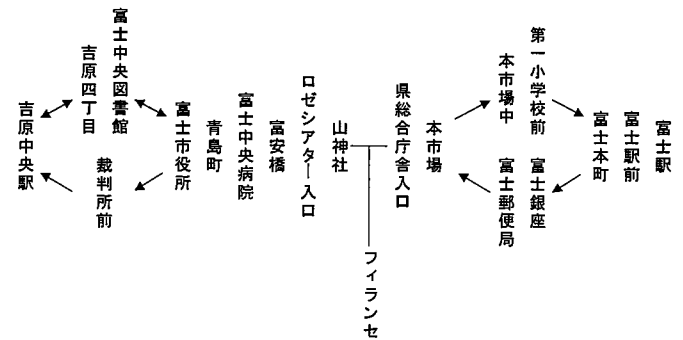 吉原中央駅
吉原四丁目
富士中央図書館
裁判所前
富士市役所
青島町
富士中央病院
富安橋
ロゼシアター入口
山神社
フィランセ
県総合庁舎入口
本市場
本市場中
第一小学校前
富士郵便局
富士銀座
富士本町
富士駅前
富士駅